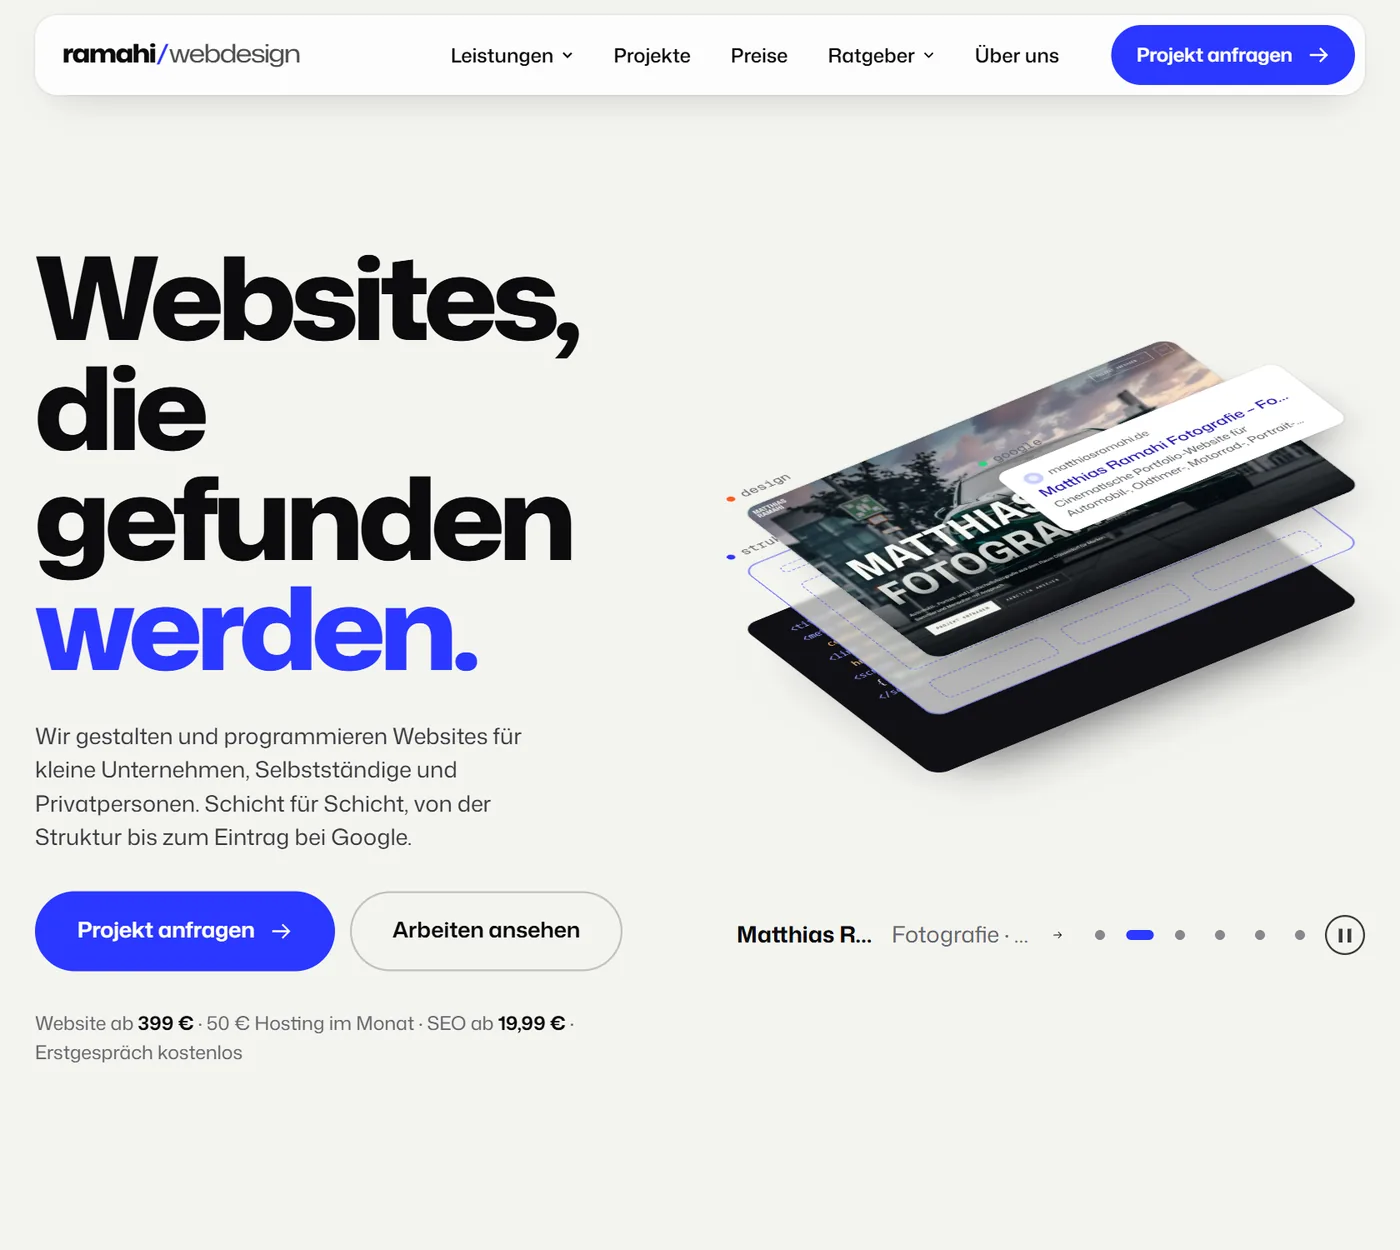 ramahi/webdesign
Leistungen
Projekte
Preise
Ratgeber
Über uns
Projekt anfragen
Websites,
die
gefunden
werden.
Wir gestalten und programmieren Websites für
kleine Unternehmen, Selbstständige und
Privatpersonen. Schicht für Schicht, von der
Struktur bis zum Eintrag bei Google.
Projekt anfragen
Arbeiten ansehen
Website ab 399 € · 50 € Hosting im Monat · SEO ab 19,99 € ·
Erstgespräch kostenlos
design
google
matthiasramahi.de
Matthias Ramahi Fotografie – Fo...
Cinematische Portfolio-Website für
Automobil-, Oldtimer-, Motorrad-, Portrait-...
MATTHIAS
RAMAHI
MATTHIAS
FOTOGRA
Matthias R...
Fotografie · ...